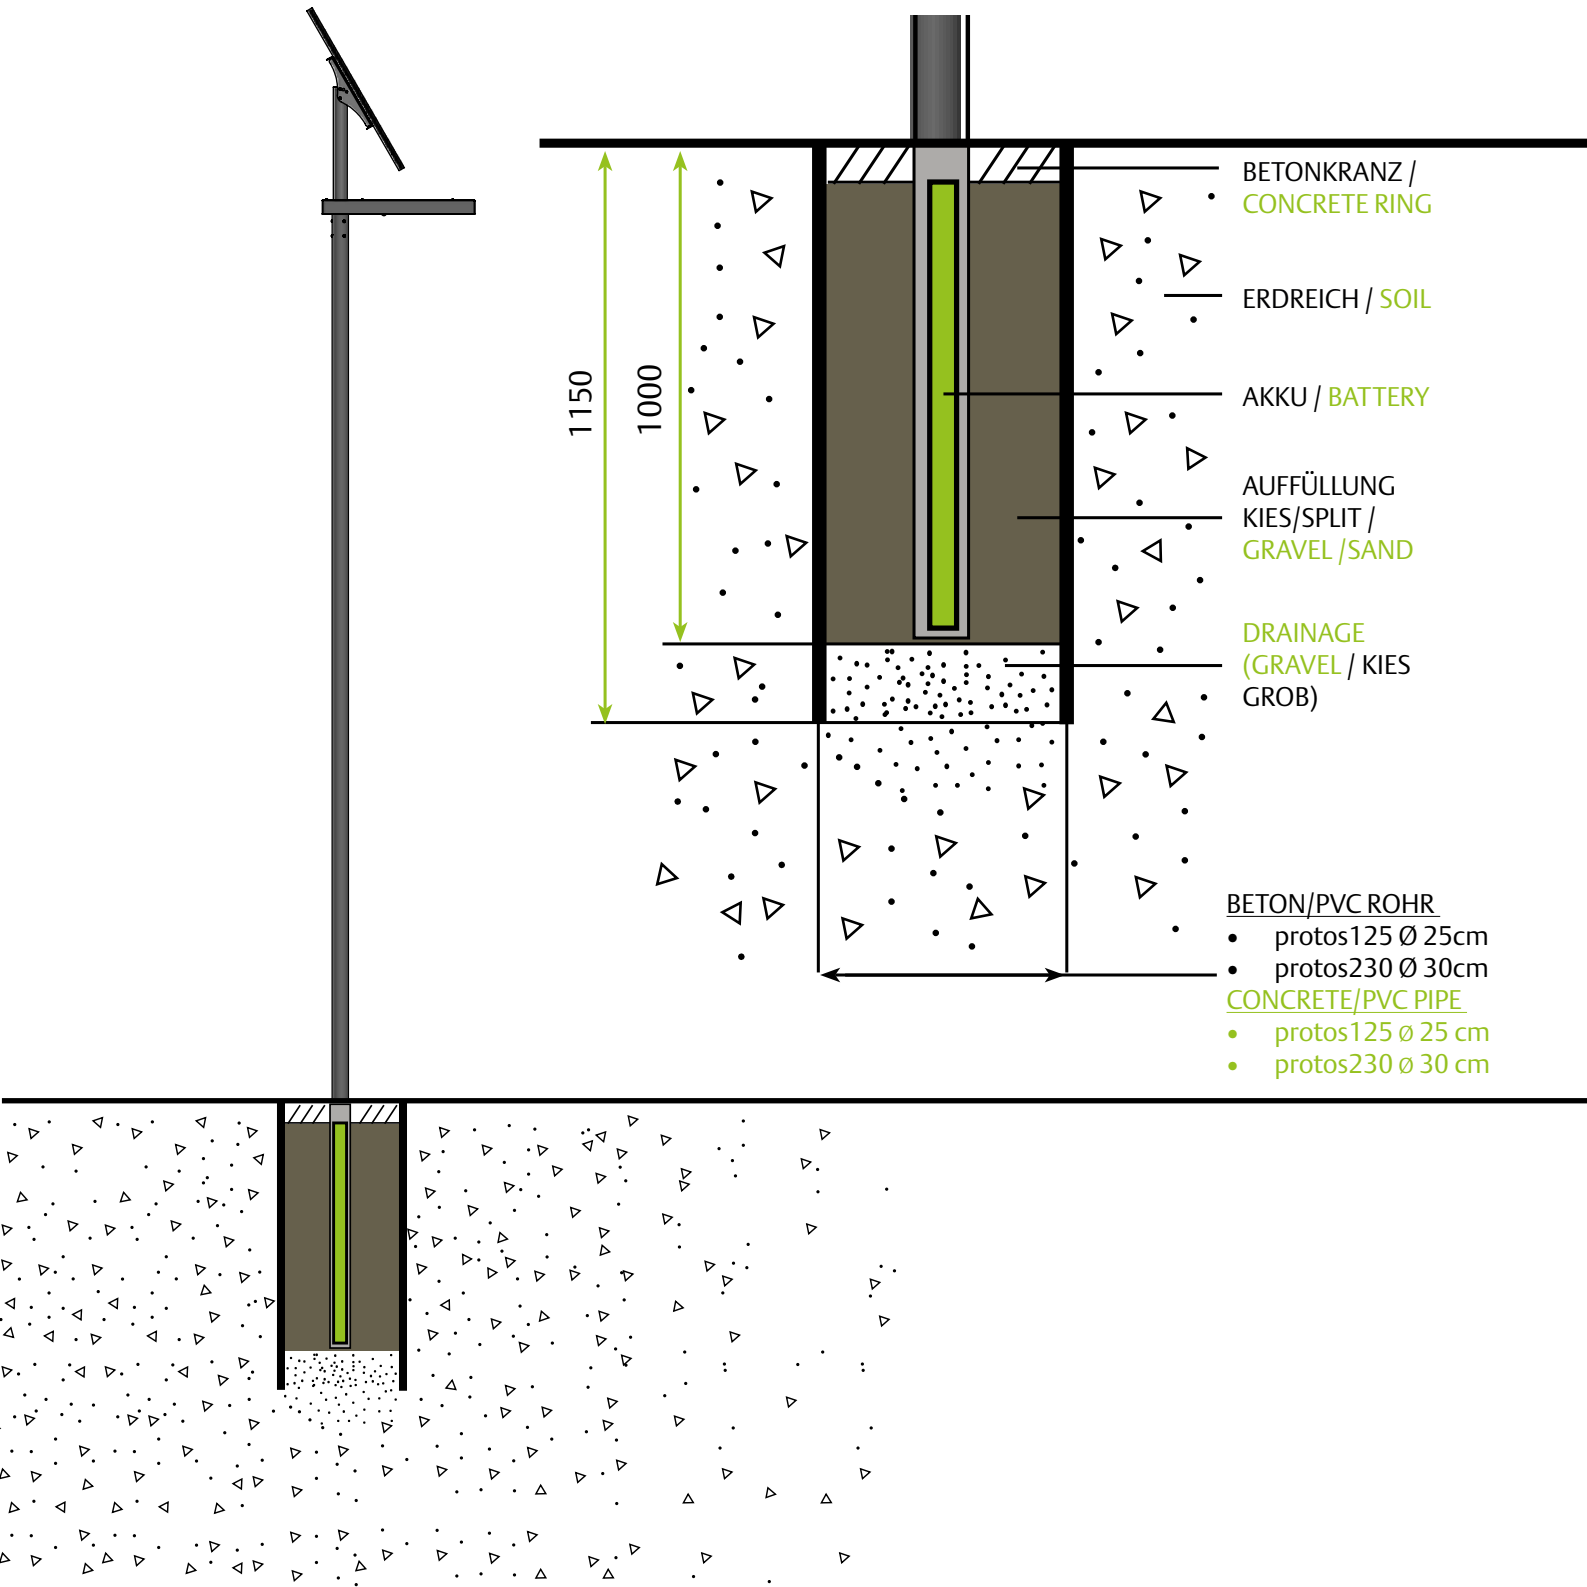 BETONKRANZ /
CONCRETE RING
ERDREICH / SOIL
1150
1000
AKKU / BATTERY
AUFFÜLLUNG
KIES/SPLIT /
GRAVEL /SAND
DRAINAGE
(GRAVEL / KIES
GROB)
BETON/PVC ROHR
• protos125 Ø 25cm
• protos230 Ø 30cm
CONCRETE/PVC PIPE
• protos125 ø 25 cm
• protos230 ø 30 cm